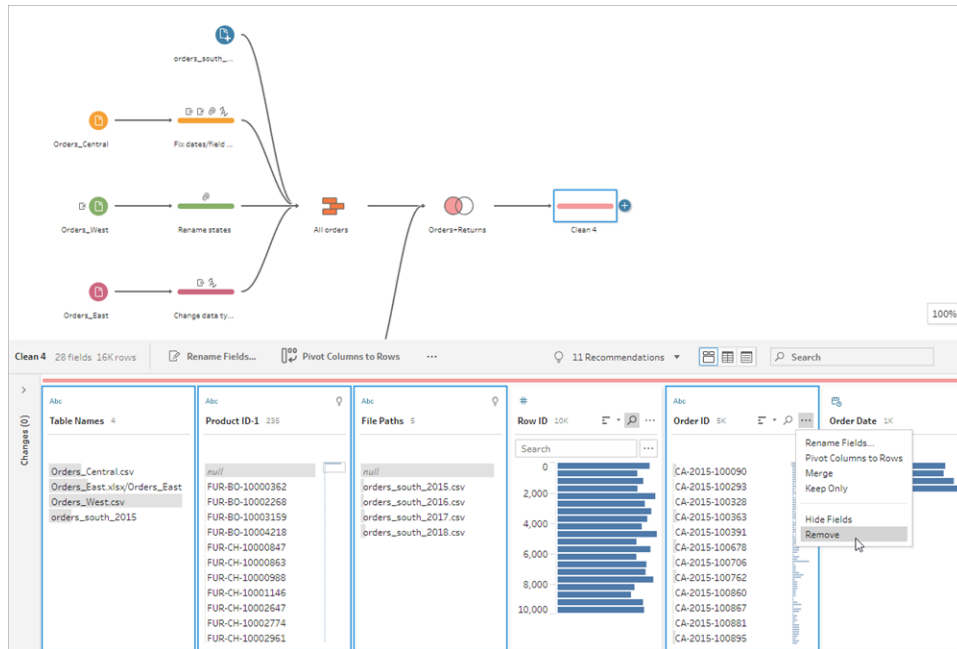 orders_south_...
Orders_Central
Fix dates/field ...
Orders_West
Rename states
All orders
Orders+Returns
Clean 4
Orders_East
Change data ty...
100%
Clean 4 28 fields 16K rows
Rename Fields...
Pivot Columns to Rows
...
11 Recommendations
Search
Changes (0)
Abc
Table Names 4
Orders_Central.csv
Orders_East.xlsx/Orders_East
Orders_West.csv
orders_south_2015
Abc
Product ID-1 236
null
FUR-BO-10000362
FUR-BO-10002268
FUR-BO-10003159
FUR-BO-10004218
FUR-CH-10000847
FUR-CH-10000863
FUR-CH-10000988
FUR-CH-10001146
FUR-CH-10002647
FUR-CH-10002774
FUR-CH-10002961
Abc
File Paths 5
null
orders_south_2015.csv
orders_south_2016.csv
orders_south_2017.csv
orders_south_2018.csv
#
Row ID 10K
...
Search
...
0
2,000
4,000
6,000
8,000
10,000
Abc
Order ID 5K
...
CA-2015-100090
CA-2015-100293
CA-2015-100328
CA-2015-100363
CA-2015-100391
CA-2015-100678
CA-2015-100706
CA-2015-100762
CA-2015-100860
CA-2015-100867
CA-2015-100881
CA-2015-100895
Order Date 1K
Rename Fields...
Pivot Columns to Rows
Merge
Keep Only
Hide Fields
Remove